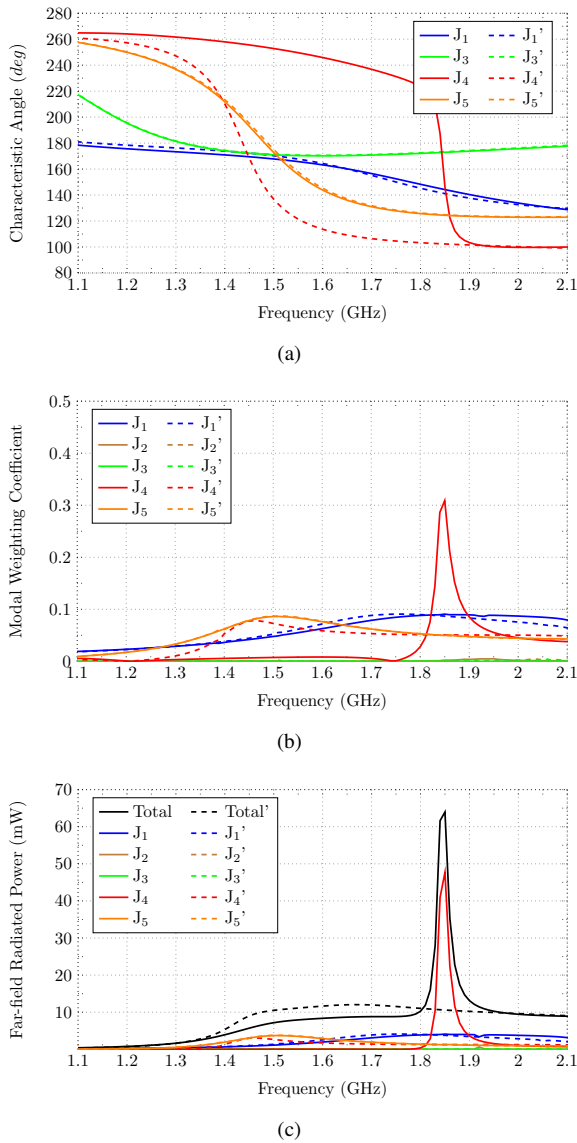 280
260
240
220
200
180
160
140
120
100
80
Characteristic Angle (deg)
J1 J1'
J3 J3'
J4 J4'
J5 J5'
1.1 1.2 1.3 1.4 1.5 1.6 1.7 1.8 1.9 2 2.1
Frequency (GHz)
(a)
0.5
0.4
0.3
0.2
0.1
0
Modal Weighting Coefficient
J1 J1'
J2 J2'
J3 J3'
J4 J4'
J5 J5'
1.1 1.2 1.3 1.4 1.5 1.6 1.7 1.8 1.9 2 2.1
Frequency (GHz)
(b)
70
60
50
40
30
20
10
0
Far-field Radiated Power (mW)
Total Total'
J1 J1'
J2 J2'
J3 J3'
J4 J4'
J5 J5'
1.1 1.2 1.3 1.4 1.5 1.6 1.7 1.8 1.9 2 2.1
Frequency (GHz)
(c)